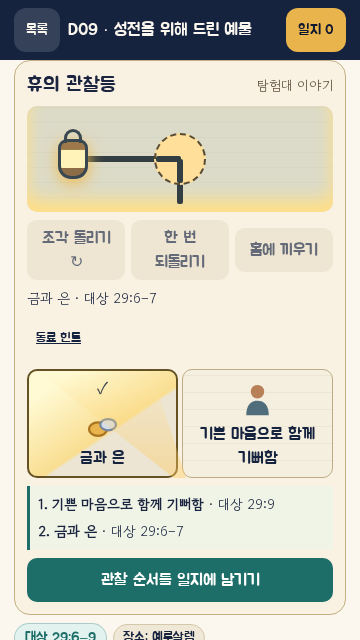 목록
D09 · 성전을 위해 드린 예물
일지 0
휴의 관찰등
탐험대 이야기
조각 돌리기
↻
한 번
되돌리기
홈에 끼우기
금과 은 · 대상 29:6–7
동료 힌트
✓
금과 은
기쁜 마음으로 함께
기뻐함
1. 기쁜 마음으로 함께 기뻐함 · 대상 29:9
2. 금과 은 · 대상 29:6–7
관찰 순서를 일지에 남기기
대상 29:6–9
장소: 예루살렘